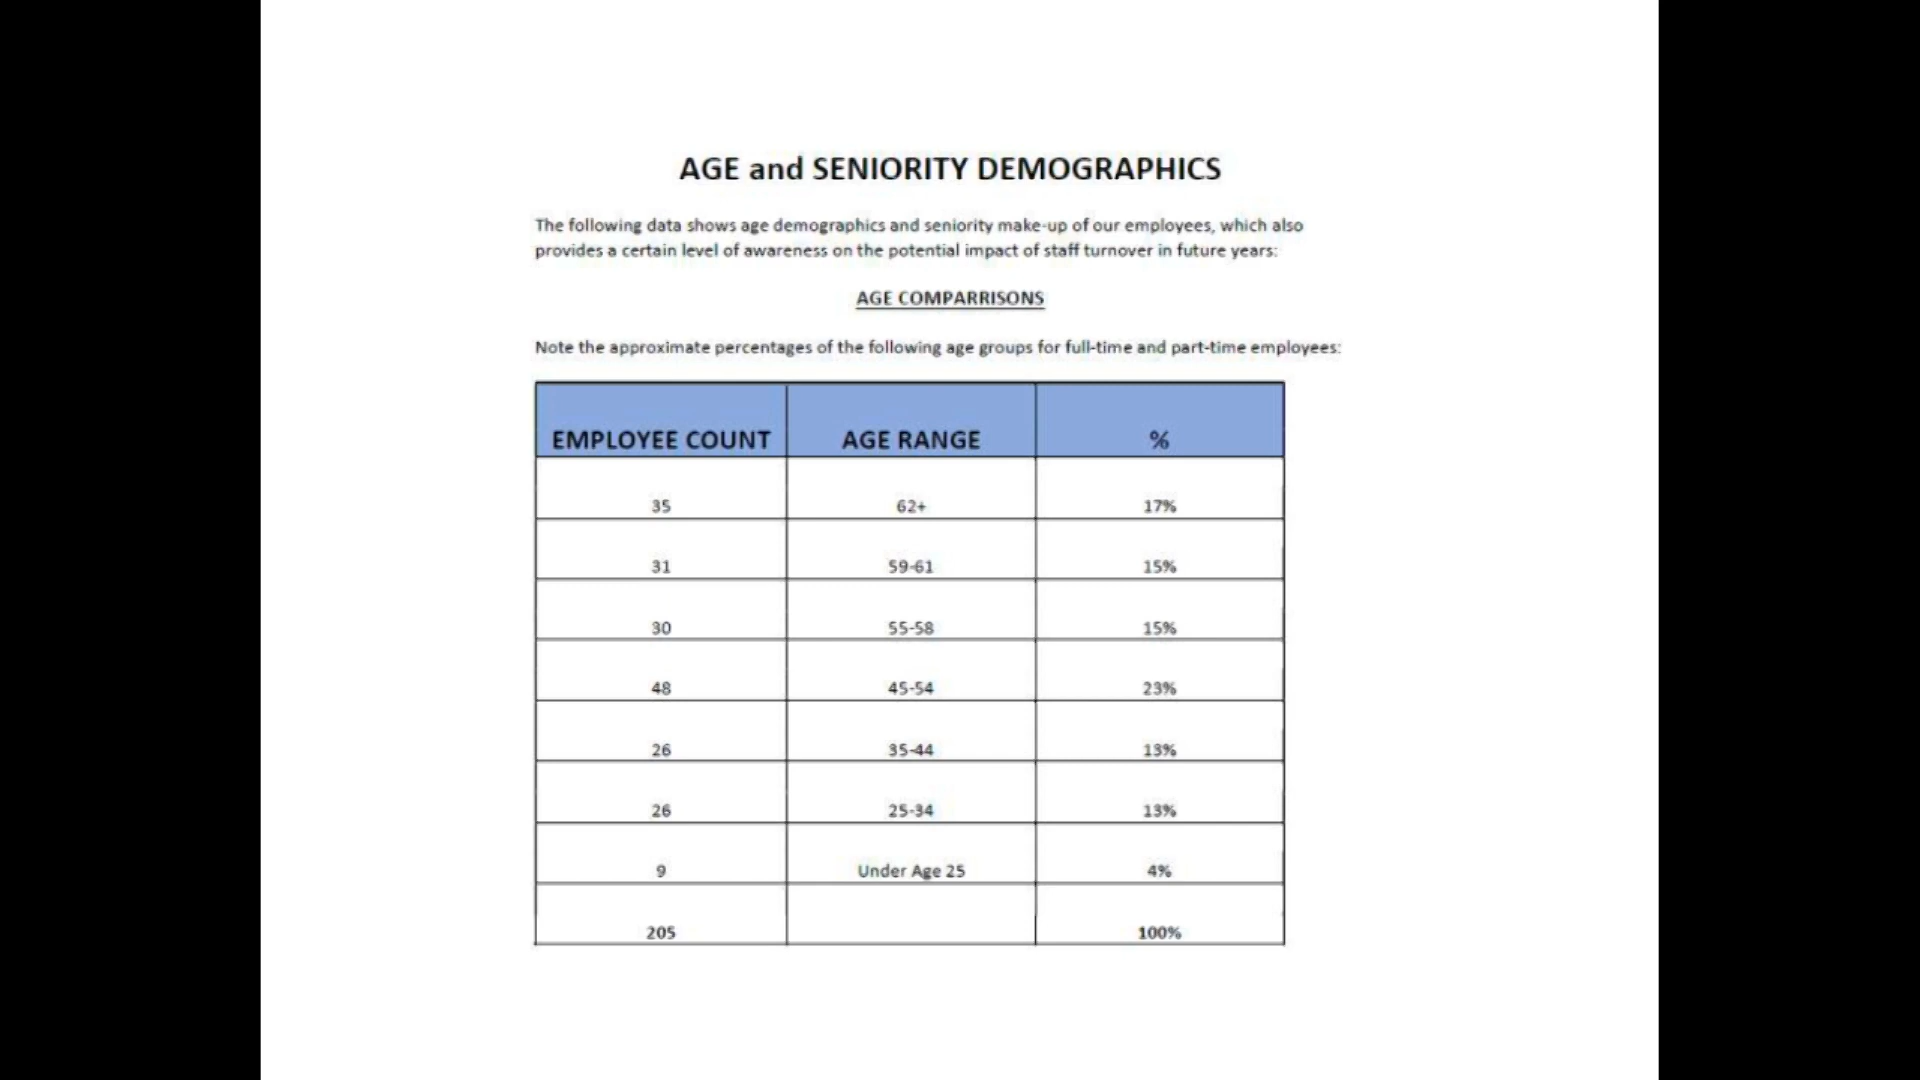 AGE and SENIORITY DEMOGRAPHICS
The following data shows age demographics and seniority make-up of our employees, which also
provides a certain level of awareness on the potential impact of staff turnover in future years:
AGE COMPARRISONS
Note the approximate percentages of the following age groups for full-time and part-time employees:
EMPLOYEE COUNT AGE RANGE %
35 62+ 17%
31 59-61 15%
30 55-58 15%
48 45-54 23%
26 35-44 13%
26 25-34 13%
9 Under Age 25 4%
205 100%